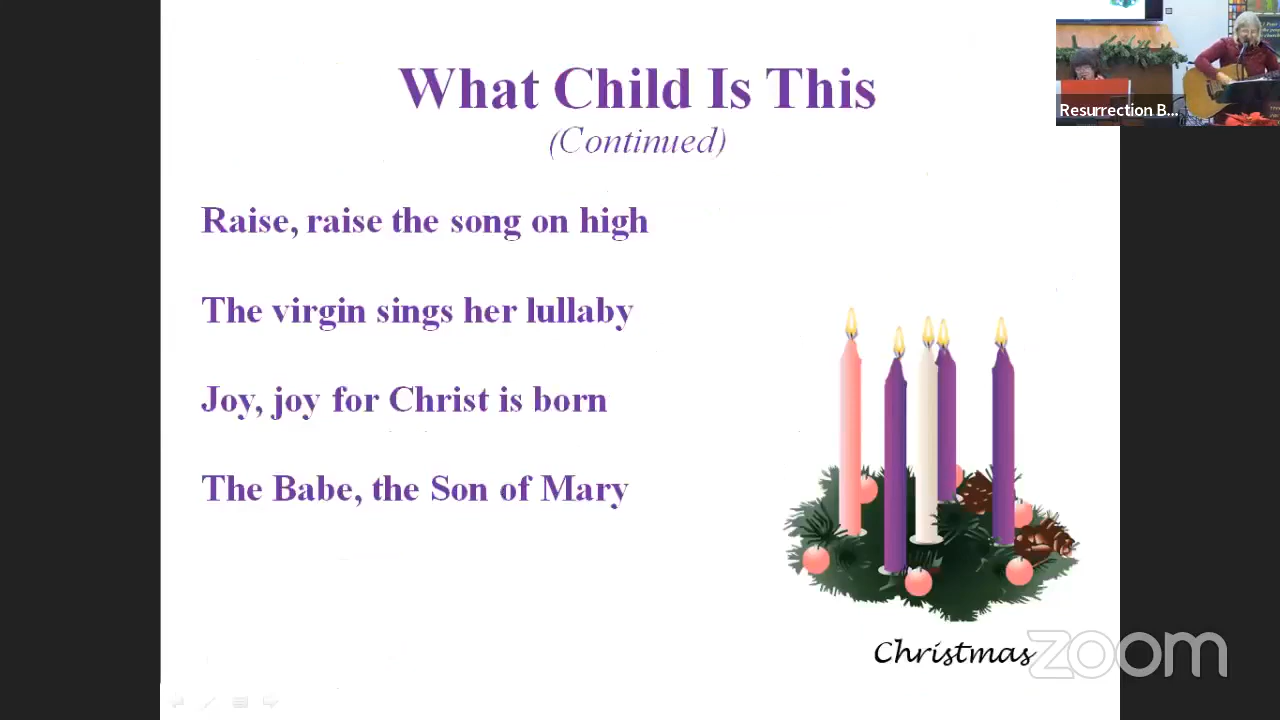 What Child Is This
(Continued)
Raise, raise the song on high
The virgin sings her lullaby
Joy, joy for Christ is born
The Babe, the Son of Mary
Christmas
zoom
Resurrection B...